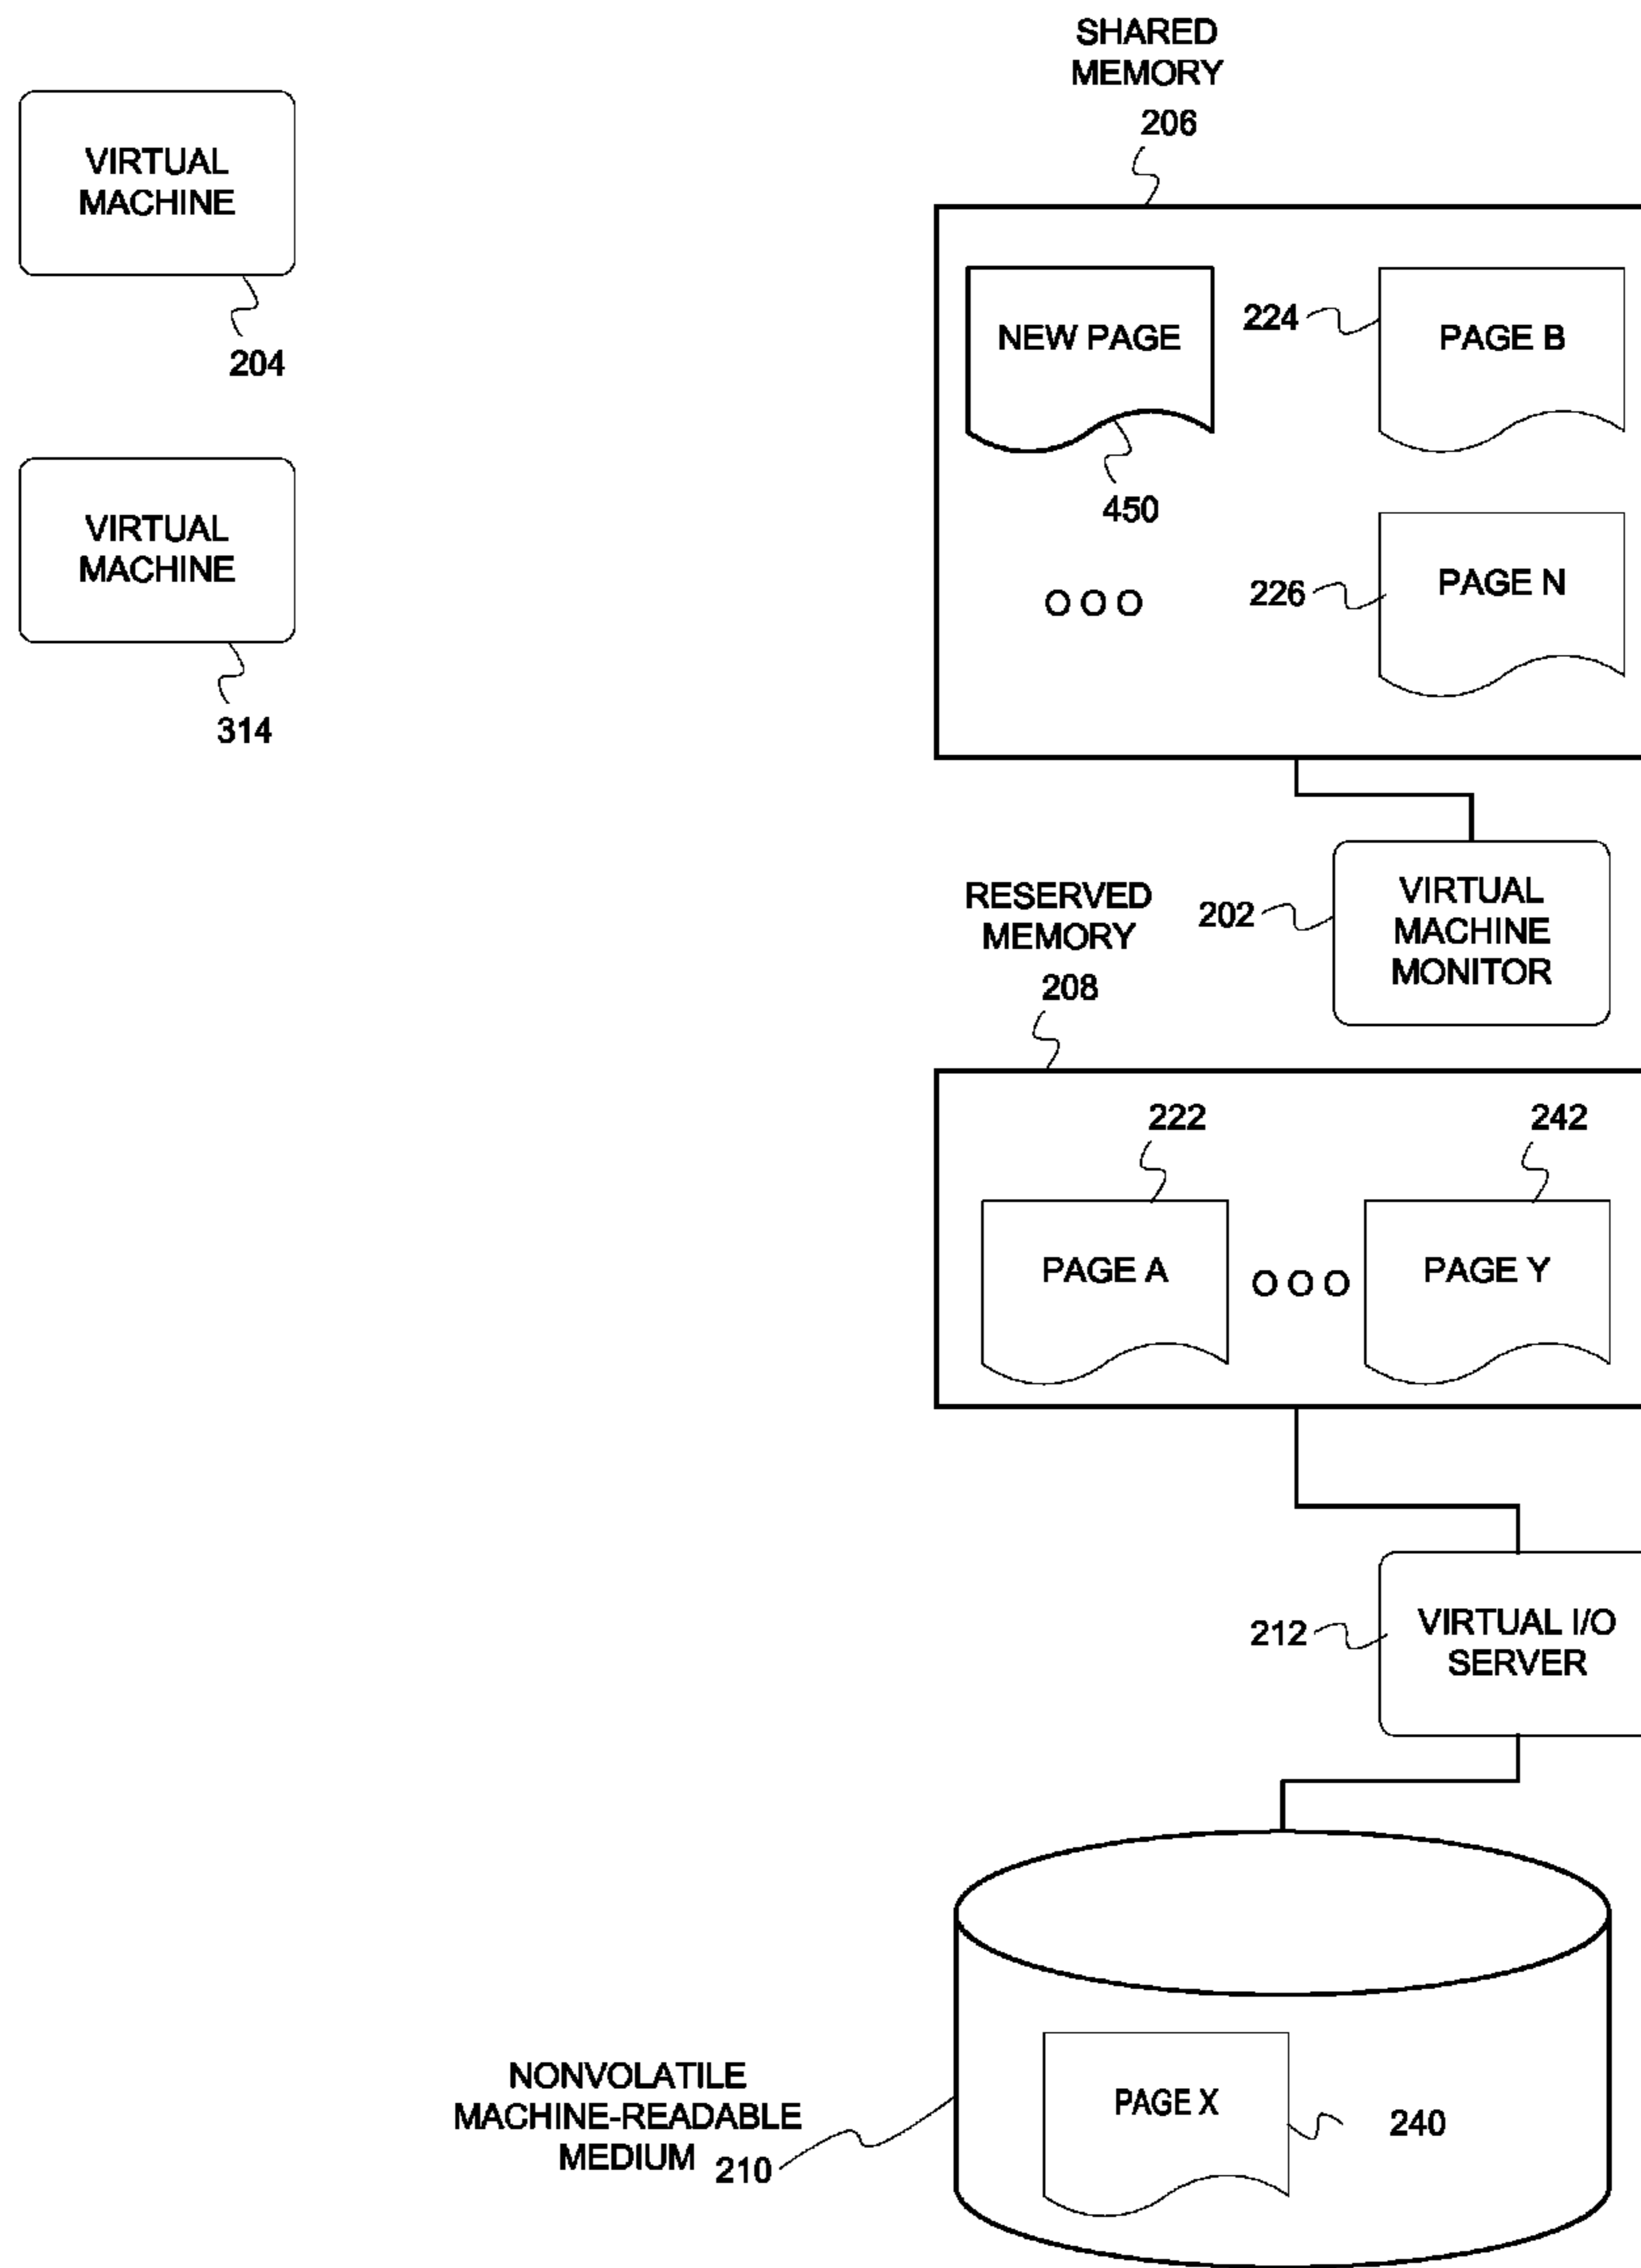 SHARED
MEMORY
206
VIRTUAL
MACHINE
204
NEW PAGE
450
224
PAGE B
VIRTUAL
MACHINE
314
226
PAGE N
RESERVED
MEMORY
208
202
VIRTUAL
MACHINE
MONITOR
222
242
PAGE A
PAGE Y
212
VIRTUAL I/O
SERVER
NONVOLATILE
MACHINE-READABLE
MEDIUM
210
PAGE X
240